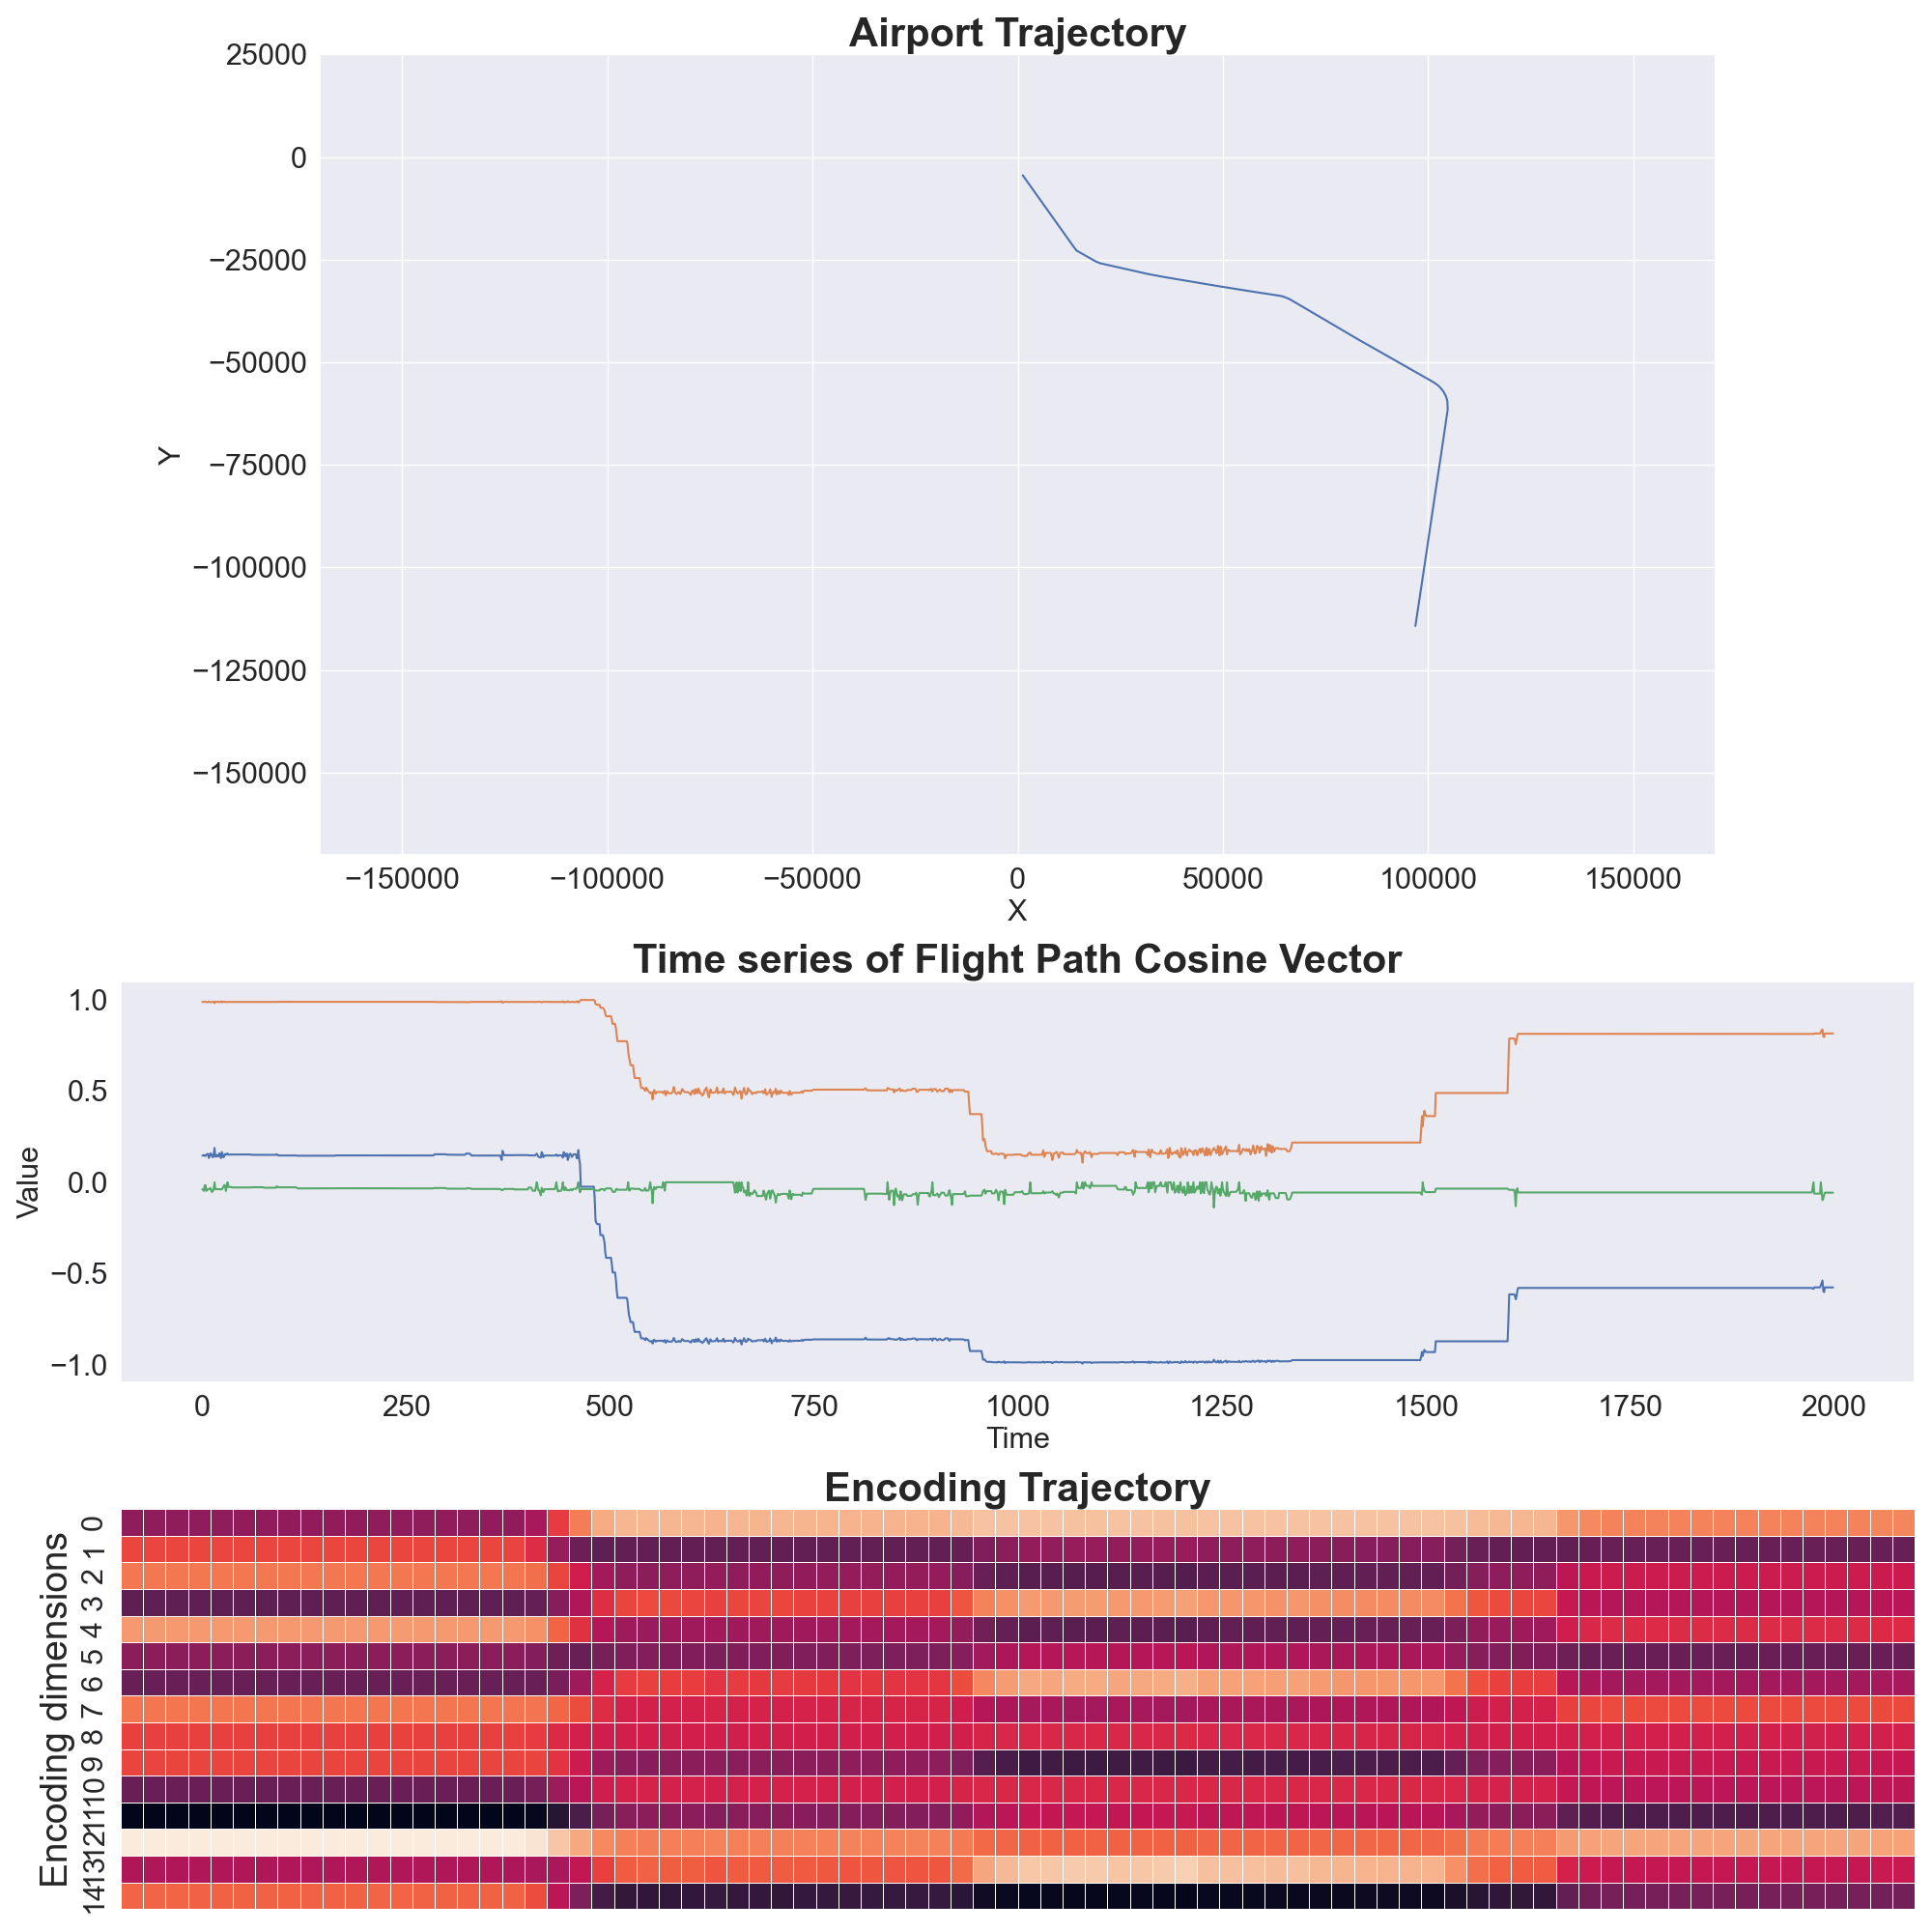 Airport Trajectory
25000
0
−25000
−50000
−75000
−100000
−125000
−150000
Y
−150000 −100000 −50000 0 50000 100000 150000
X
Time series of Flight Path Cosine Vector
1.0
0.5
0.0
−0.5
−1.0
Value
0 250 500 750 1000 1250 1500 1750 2000
Time
Encoding Trajectory
Encoding dimensions
0
1
2
3
4
5
6
7
8
9
10
11
12
13
14